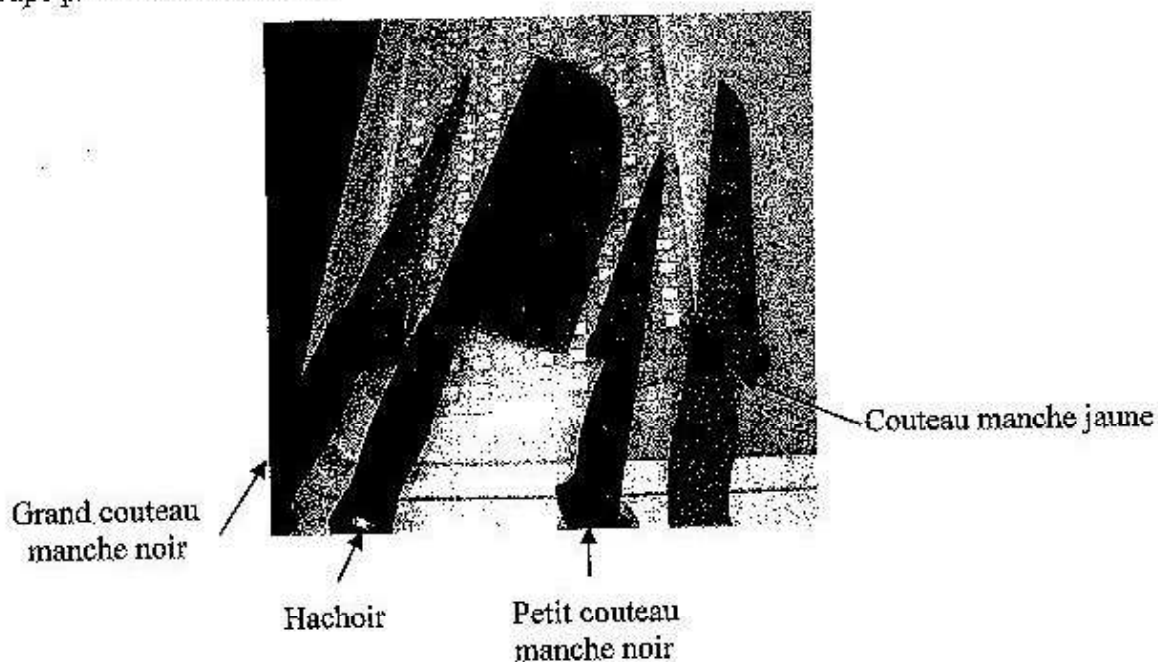 Couteau manche jaune
Grand couteau
manche noir
Hachoir
Petit couteau
manche noir